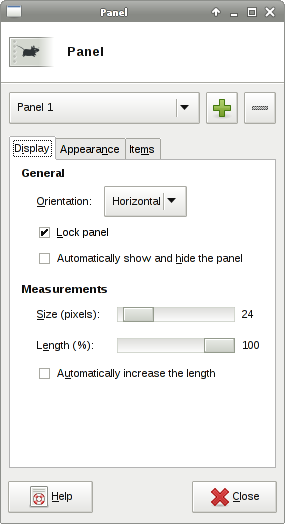 Panel
Panel
Panel 1
Display Appearance Items
General
Orientation: Horizontal
Lock panel
Automatically show and hide the panel
Measurements
Size (pixels): 24
Length (%): 100
Automatically increase the length
Help Close